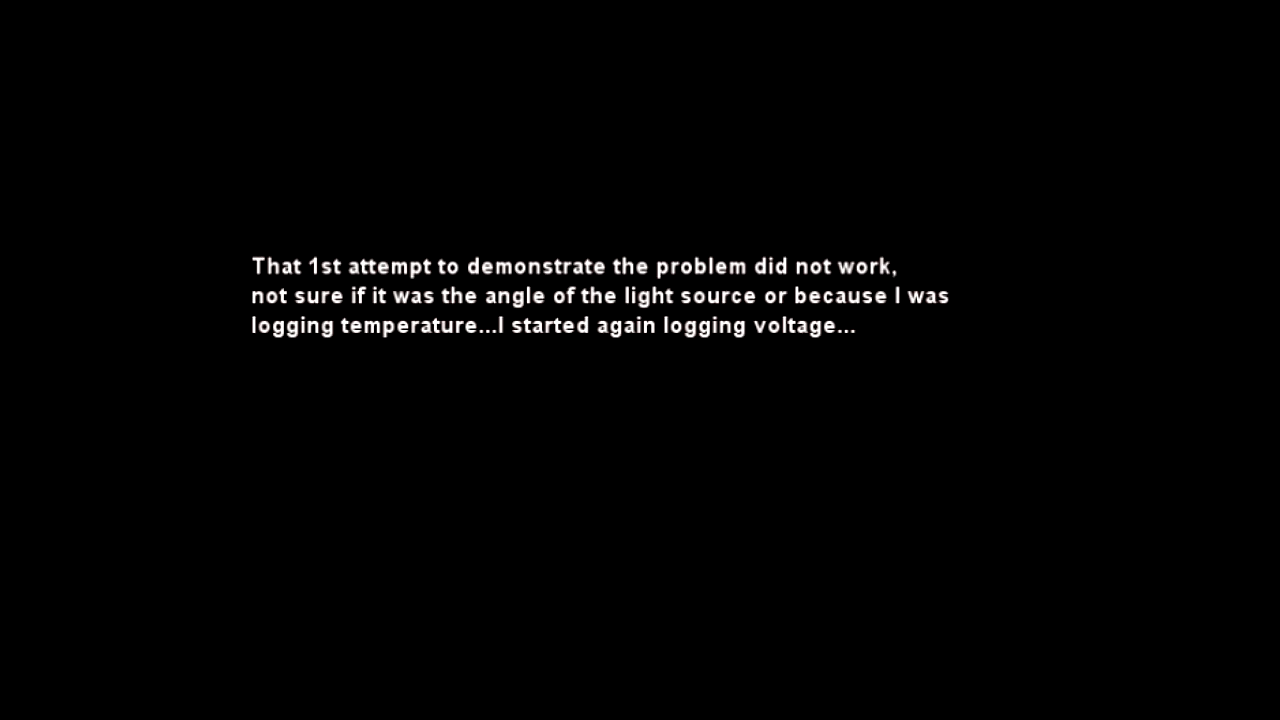 That 1st attempt to demonstrate the problem did not work,
not sure if it was the angle of the light source or because I was
logging temperature...I started again logging voltage...